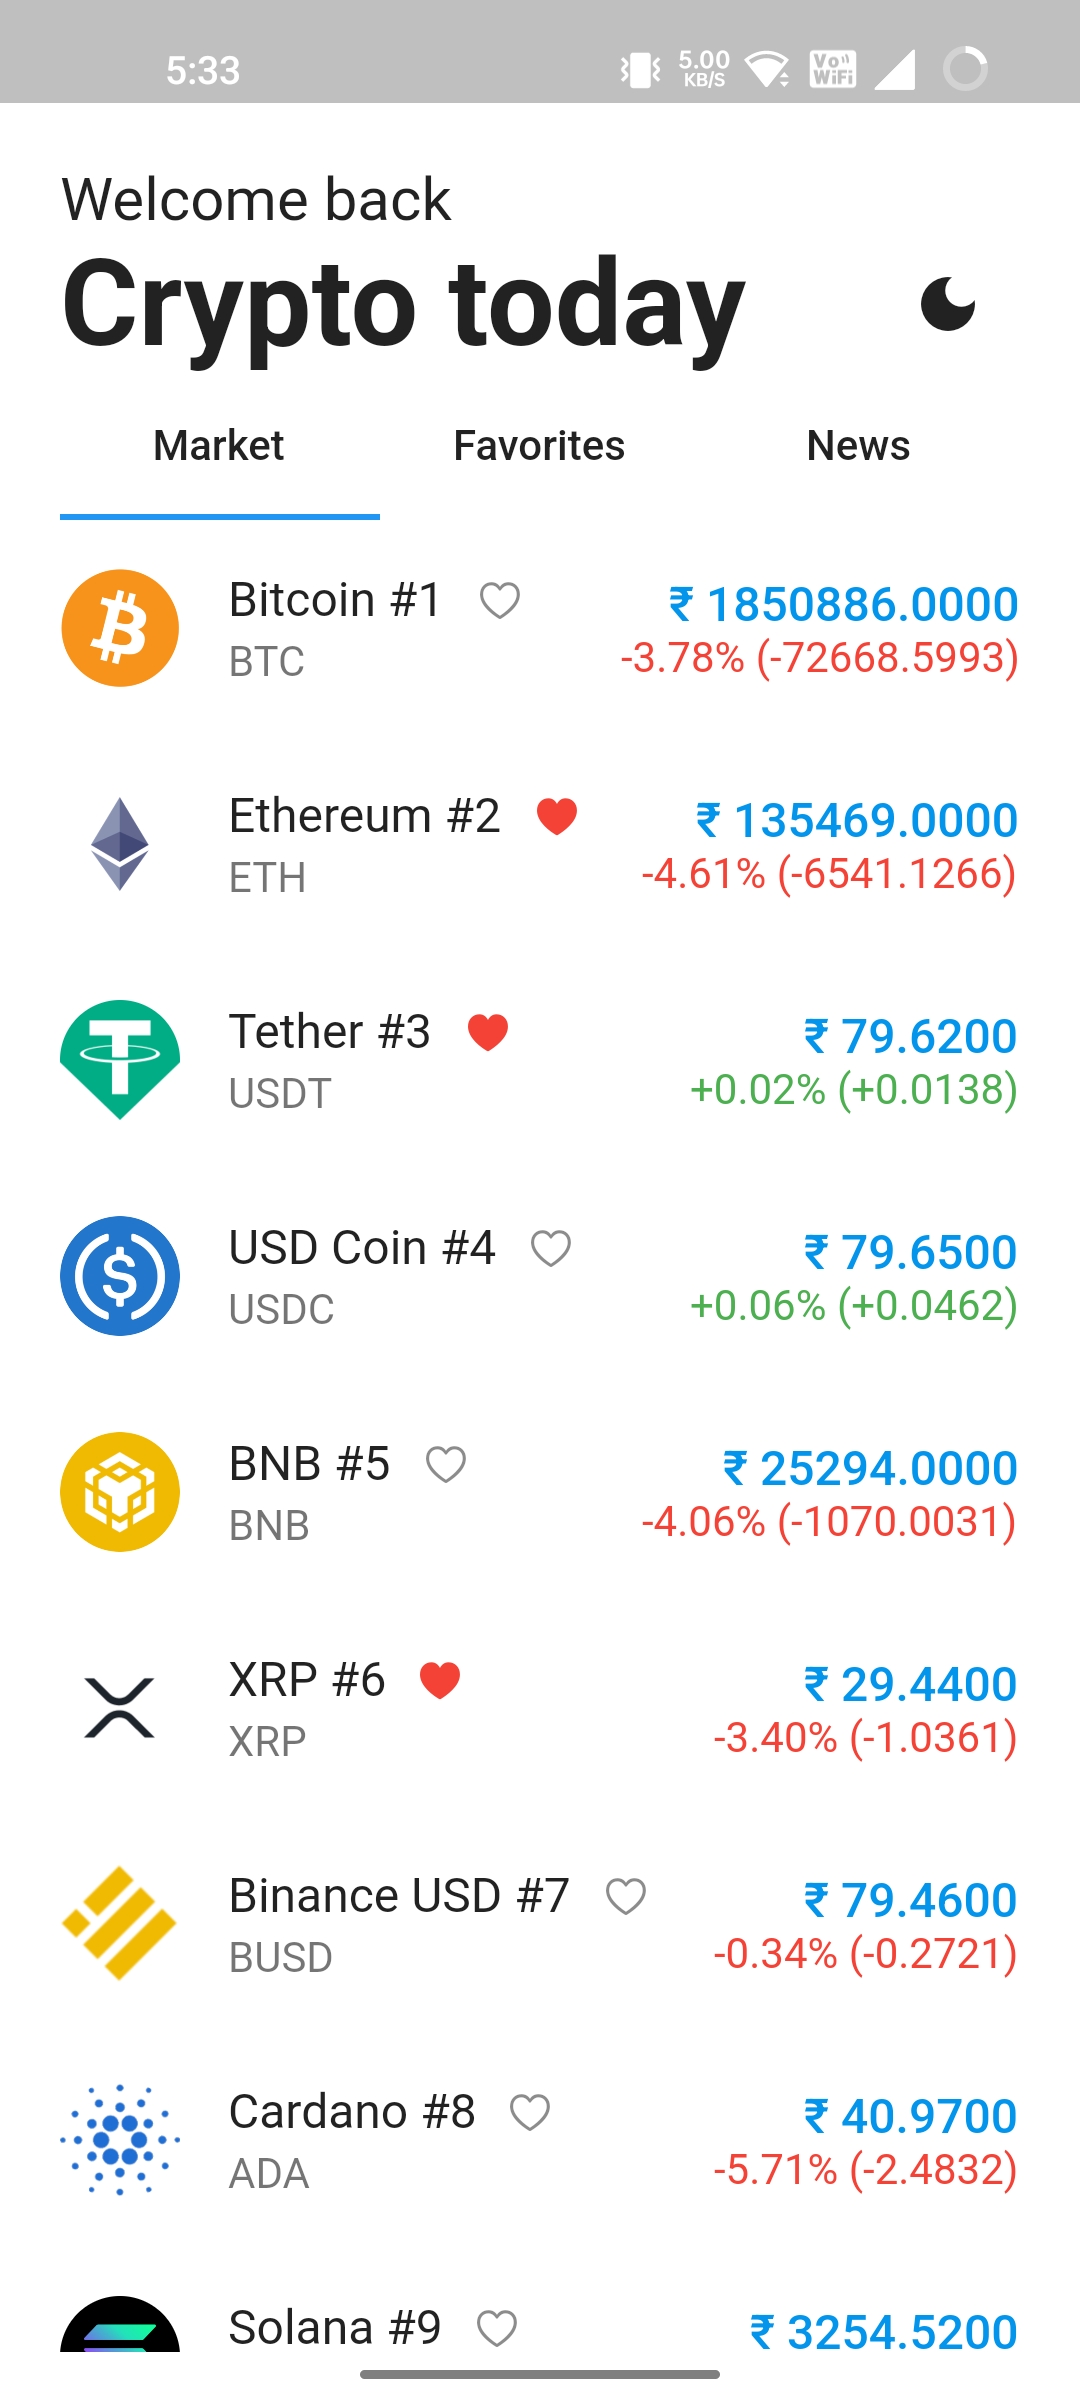 5:33
5.00
KB/S
Vo
WiFi
Welcome back
Crypto today
Market Favorites News
Bitcoin #1 ₹ 1850886.0000
BTC -3.78% (-72668.5993)
Ethereum #2 ₹ 135469.0000
ETH -4.61% (-6541.1266)
Tether #3 ₹ 79.6200
USDT +0.02% (+0.0138)
USD Coin #4 ₹ 79.6500
USDC +0.06% (+0.0462)
BNB #5 ₹ 25294.0000
BNB -4.06% (-1070.0031)
XRP #6 ₹ 29.4400
XRP -3.40% (-1.0361)
Binance USD #7 ₹ 79.4600
BUSD -0.34% (-0.2721)
Cardano #8 ₹ 40.9700
ADA -5.71% (-2.4832)
Solana #9 ₹ 3254.5200